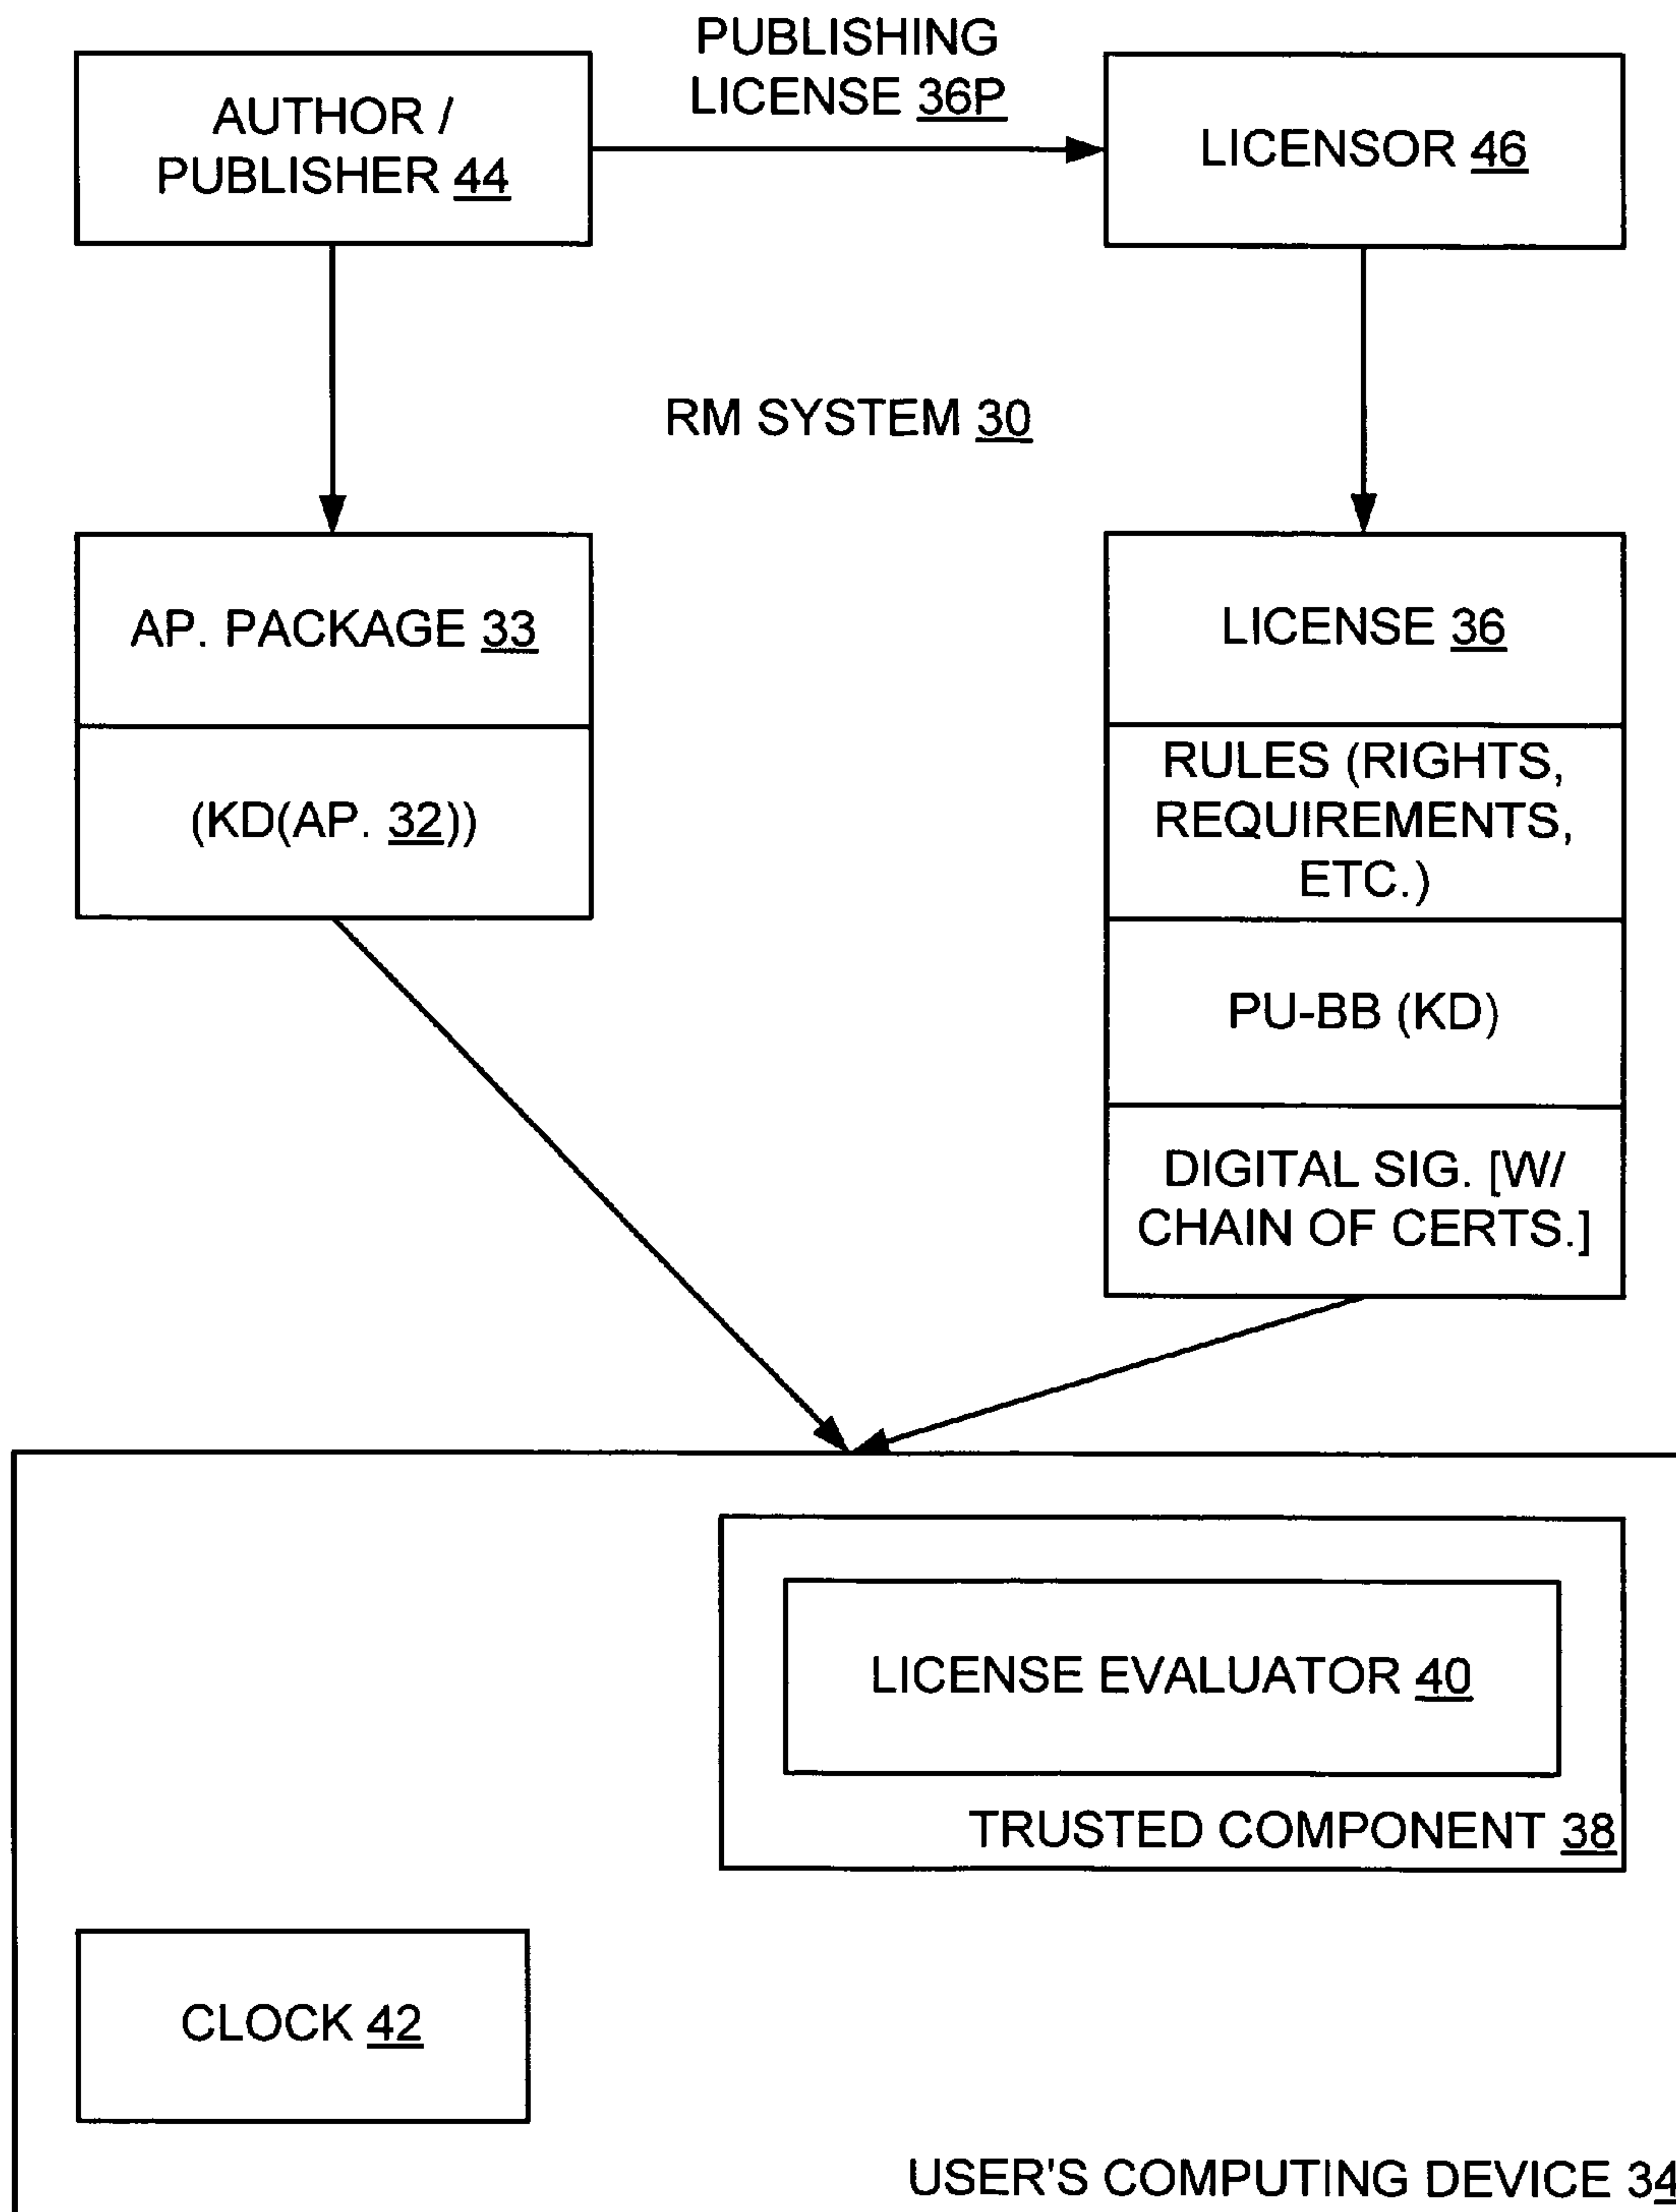 PUBLISHING
LICENSE 36P
AUTHOR /
PUBLISHER 44
LICENSOR 46
RM SYSTEM 30
AP. PACKAGE 33
(KD(AP. 32))
LICENSE 36
RULES (RIGHTS,
REQUIREMENTS,
ETC.)
PU-BB (KD)
DIGITAL SIG. [W/
CHAIN OF CERTS.]
LICENSE EVALUATOR 40
TRUSTED COMPONENT 38
CLOCK 42
USER'S COMPUTING DEVICE 34